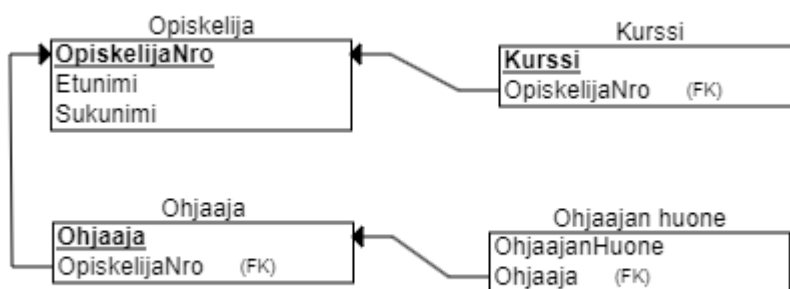 Opiskelija
OpiskelijaNro
Etunimi
Sukunimi
Kurssi
Kurssi
OpiskelijaNro (FK)
Ohjaaja
Ohjaaja
OpiskelijaNro (FK)
Ohjaajan huone
OhjaajanHuone
Ohjaaja (FK)